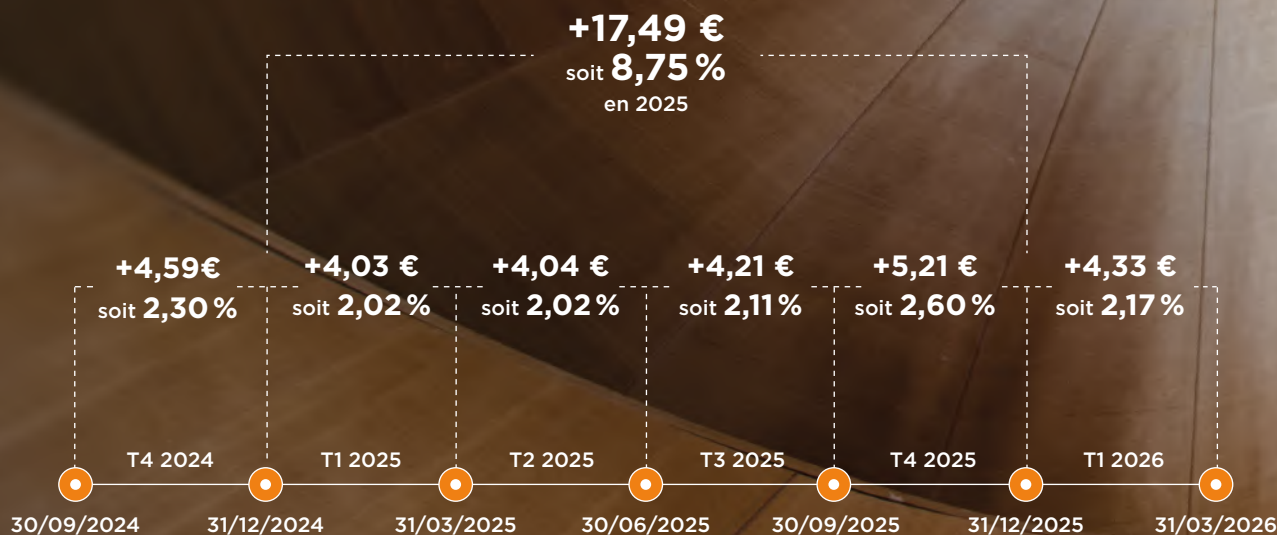 +17,49 €
soit 8,75 %
en 2025
+4,59€
soit 2,30 %
+4,03 €
soit 2,02 %
+4,04 €
soit 2,02 %
+4,21 €
soit 2,11 %
+5,21 €
soit 2,60 %
+4,33 €
soit 2,17 %
T4 2024
T1 2025
T2 2025
T3 2025
T4 2025
T1 2026
30/09/2024
31/12/2024
31/03/2025
30/06/2025
30/09/2025
31/12/2025
31/03/2026